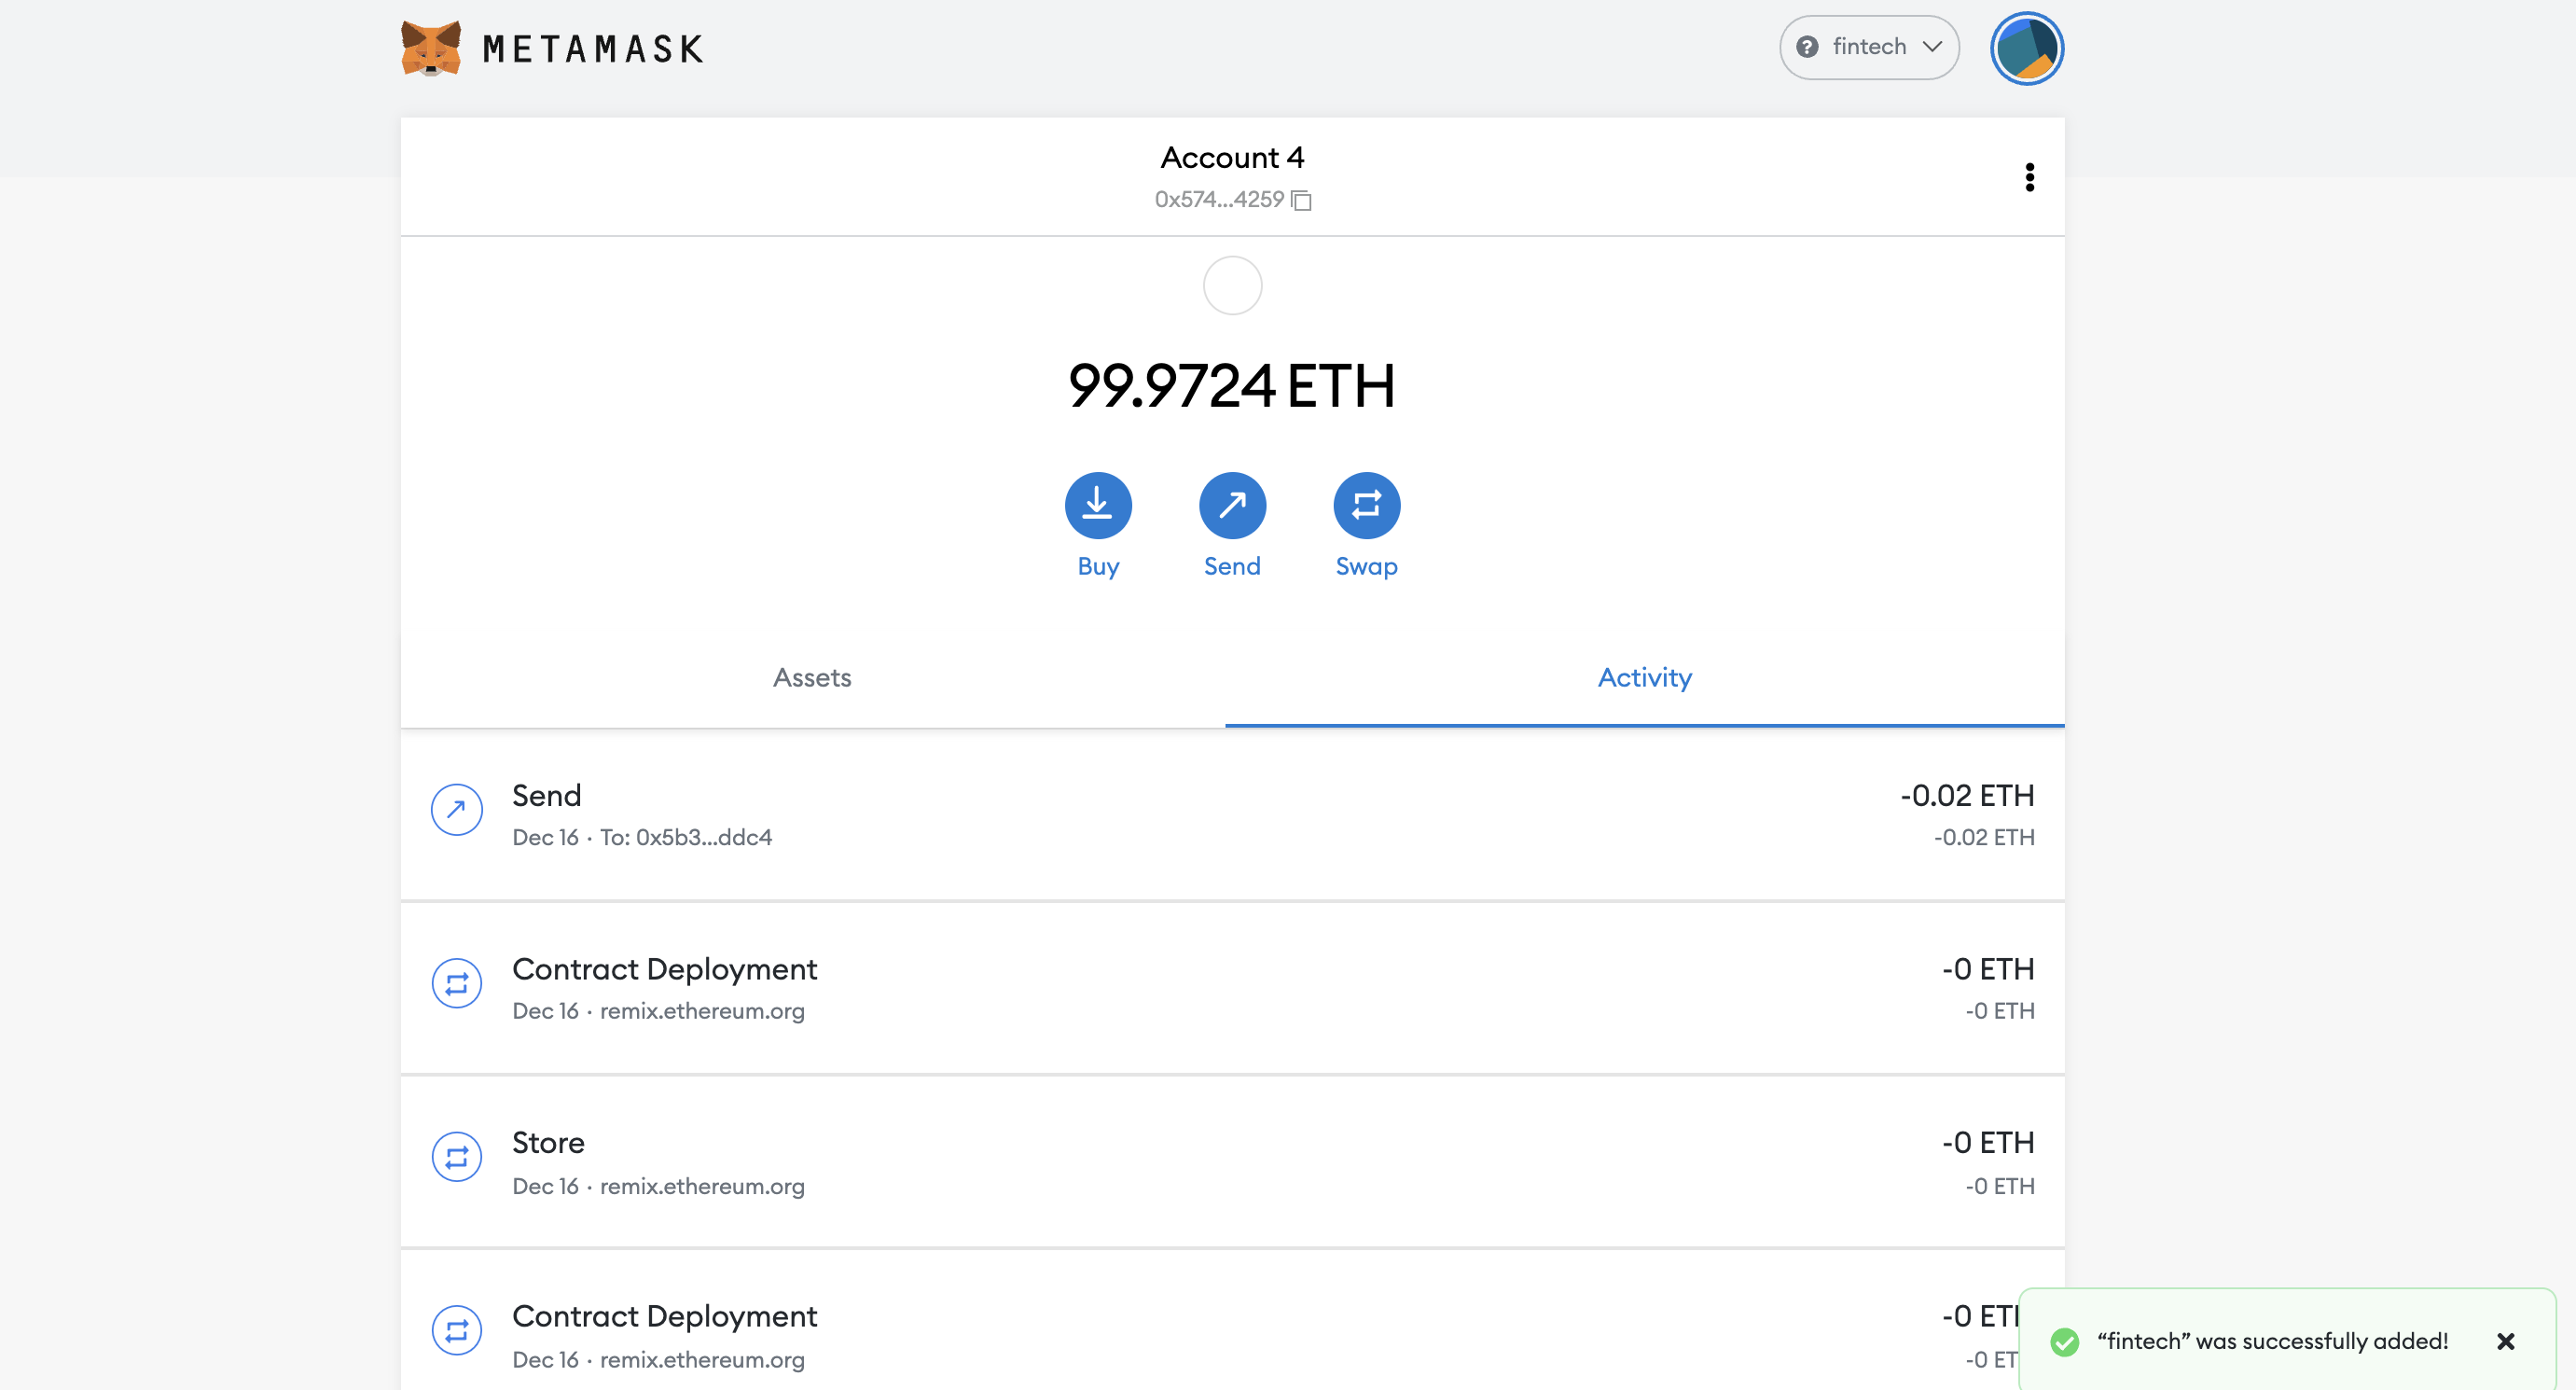 METAMASK
fintech
Account 4
0x574...4259
99.9724 ETH
Buy
Send
Swap
Assets
Activity
Send
-0.02 ETH
Dec 16 · To: 0x5b3...ddc4
-0.02 ETH
Contract Deployment
-0 ETH
Dec 16 · remix.ethereum.org
-0 ETH
Store
-0 ETH
Dec 16 · remix.ethereum.org
-0 ETH
Contract Deployment
-0 ET
Dec 16 · remix.ethereum.org
-0 ET
“fintech” was successfully added!